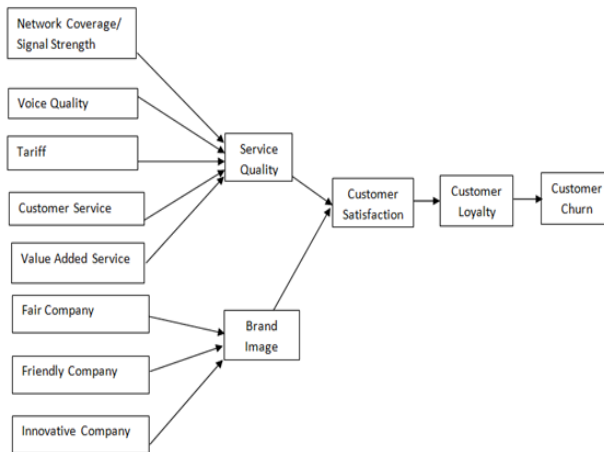 Network Coverage/
Signal Strength
Voice Quality
Tariff
Customer Service
Value Added Service
Fair Company
Friendly Company
Innovative Company
Service
Quality
Brand
Image
Customer
Satisfaction
Customer
Loyalty
Customer
Churn